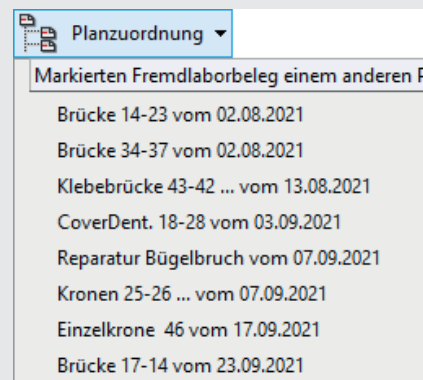 Planzuordnung
Markierten Fremdlaborbeleg einem anderen
Brücke 14-23 vom 02.08.2021
Brücke 34-37 vom 02.08.2021
Klebebrücke 43-42 ... vom 13.08.2021
CoverDent. 18-28 vom 03.09.2021
Reparatur Bügelbruch vom 07.09.2021
Kronen 25-26 ... vom 07.09.2021
Einzelkrone 46 vom 17.09.2021
Brücke 17-14 vom 23.09.2021